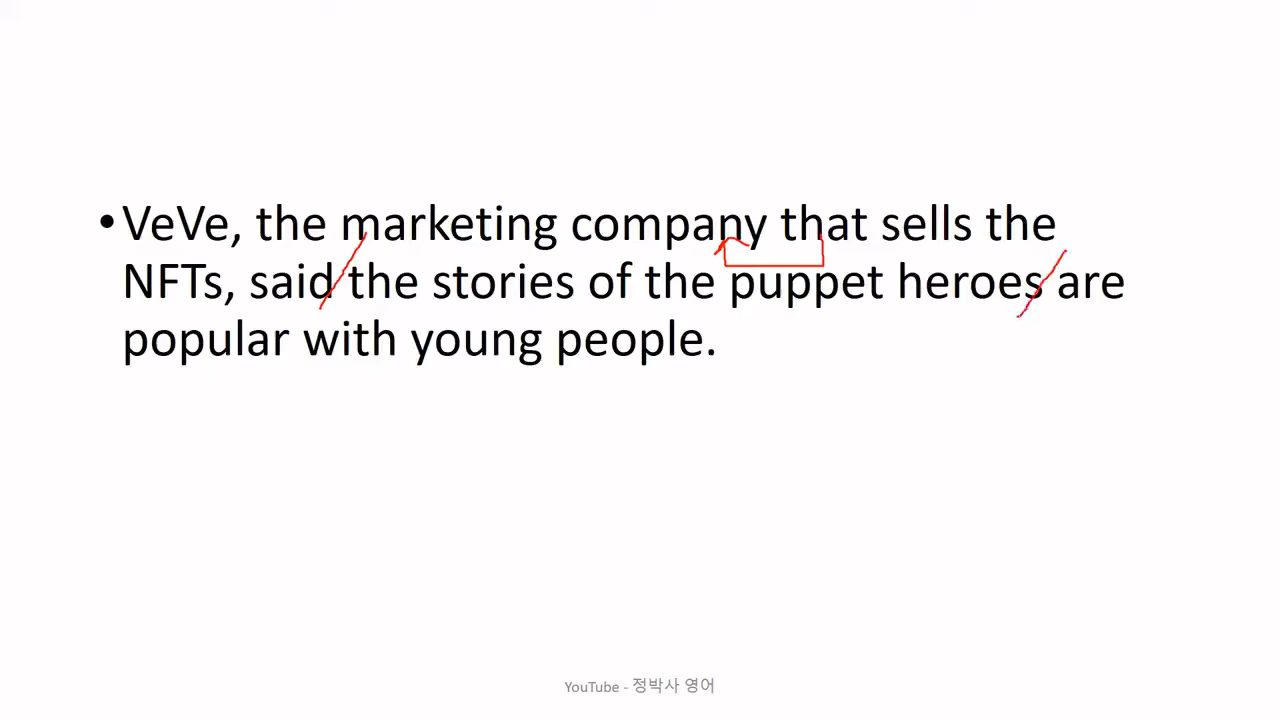 •VeVe, the marketing company that sells the
NFTs, said the stories of the puppet heroes are
popular with young people.
YouTube - 정박사 영어